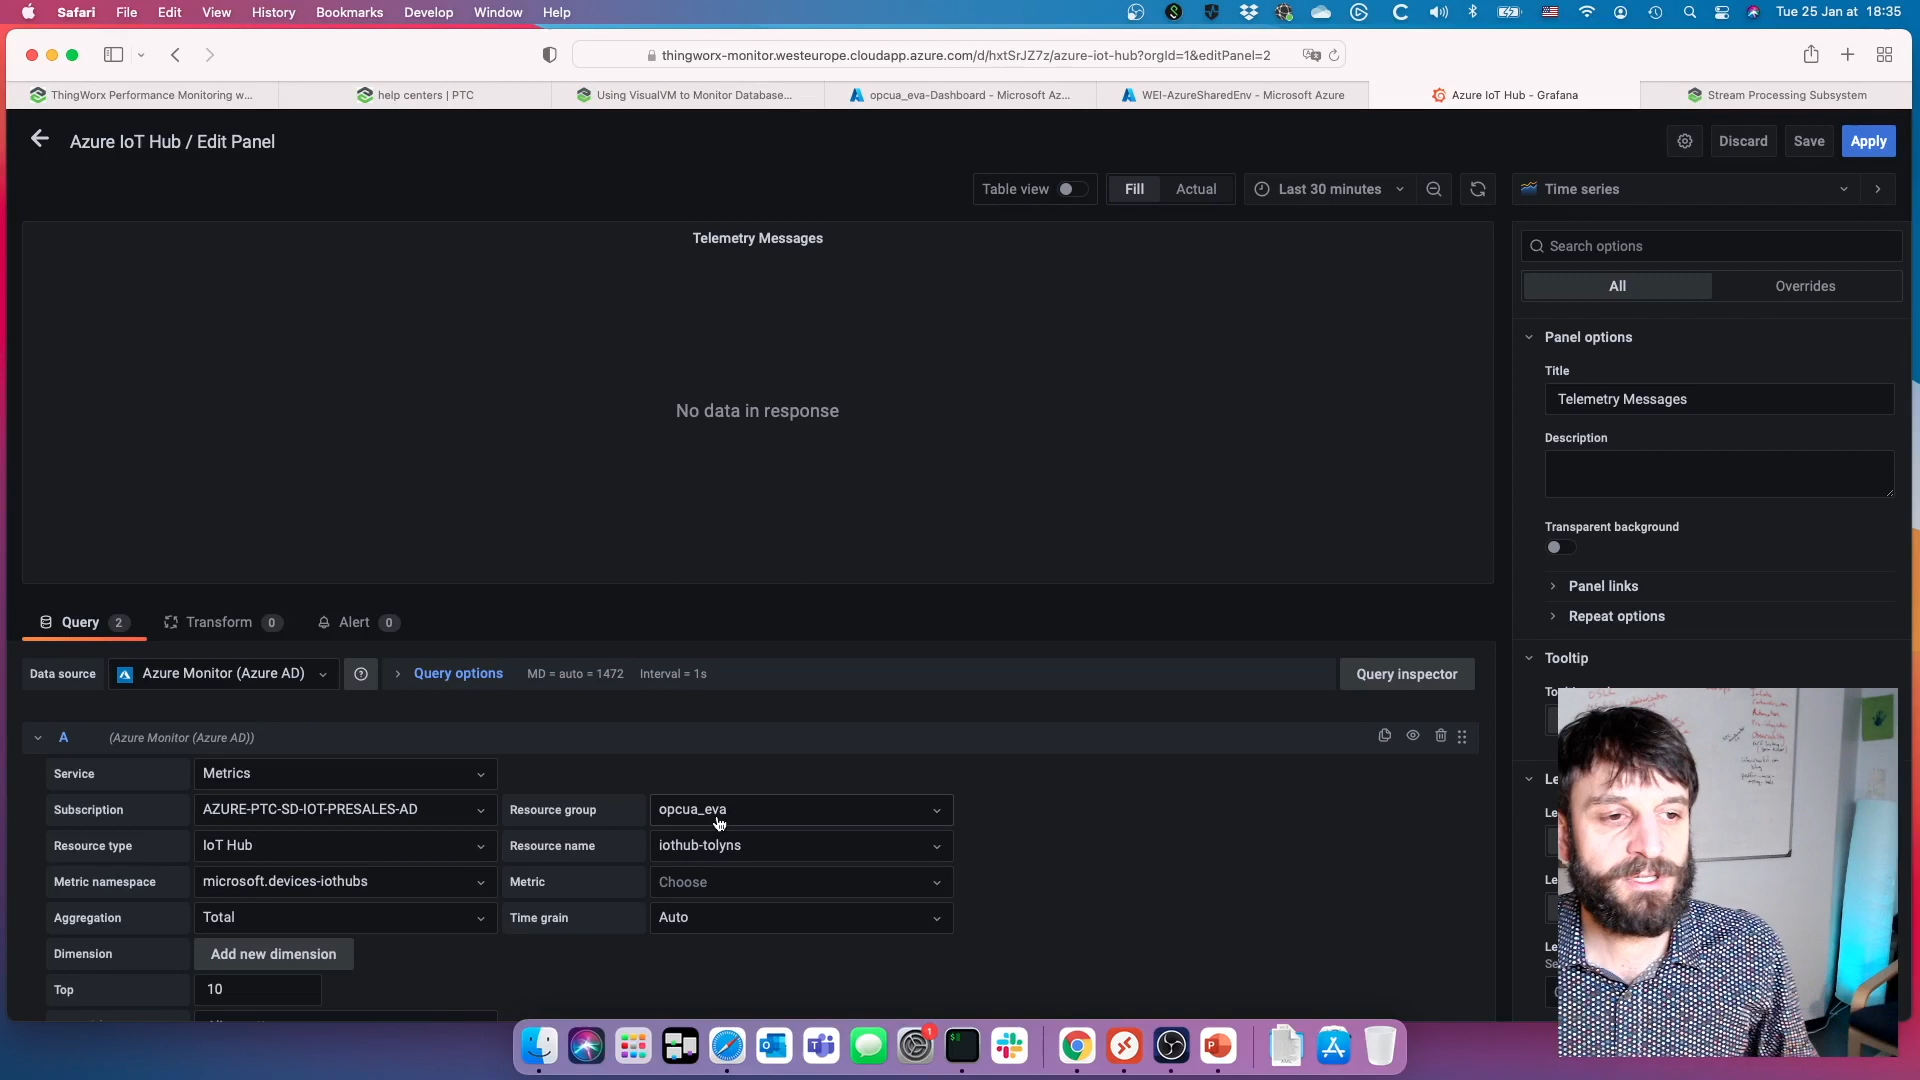 Safari File Edit View History Bookmarks Develop Window Help Tue 25 Jan at 18:35
thingworx-monitor.westeurope.cloudapp.azure.com/d/hxtSrJZ7z/azure-iot-hub?orgId=1&editPanel=2
ThingWorx Performance Monitoring w... help centers | PTC Using VisualVM to Monitor Database... opcua_eva-Dashboard - Microsoft Az... WEI-AzureSharedEnv - Microsoft Azure Azure IoT Hub - Grafana Stream Processing Subsystem
Azure IoT Hub / Edit Panel Discard Save Apply
Table view Fill Actual Last 30 minutes Time series
Telemetry Messages
No data in response
Search options
All Overrides
Panel options
Title
Telemetry Messages
Description
Transparent background
Panel links
Repeat options
Tooltip
Query 2 Transform 0 Alert 0
Data source Azure Monitor (Azure AD) Query options MD = auto = 1472 Interval = 1s Query inspector
A (Azure Monitor (Azure AD))
Service Metrics
Subscription AZURE-PTC-SD-IOT-PRESALES-AD Resource group opcua_eva
Resource type IoT Hub Resource name iothub-tolyns
Metric namespace microsoft.devices-iothubs Metric Choose
Aggregation Total Time grain Auto
Dimension Add new dimension
Top 10
1